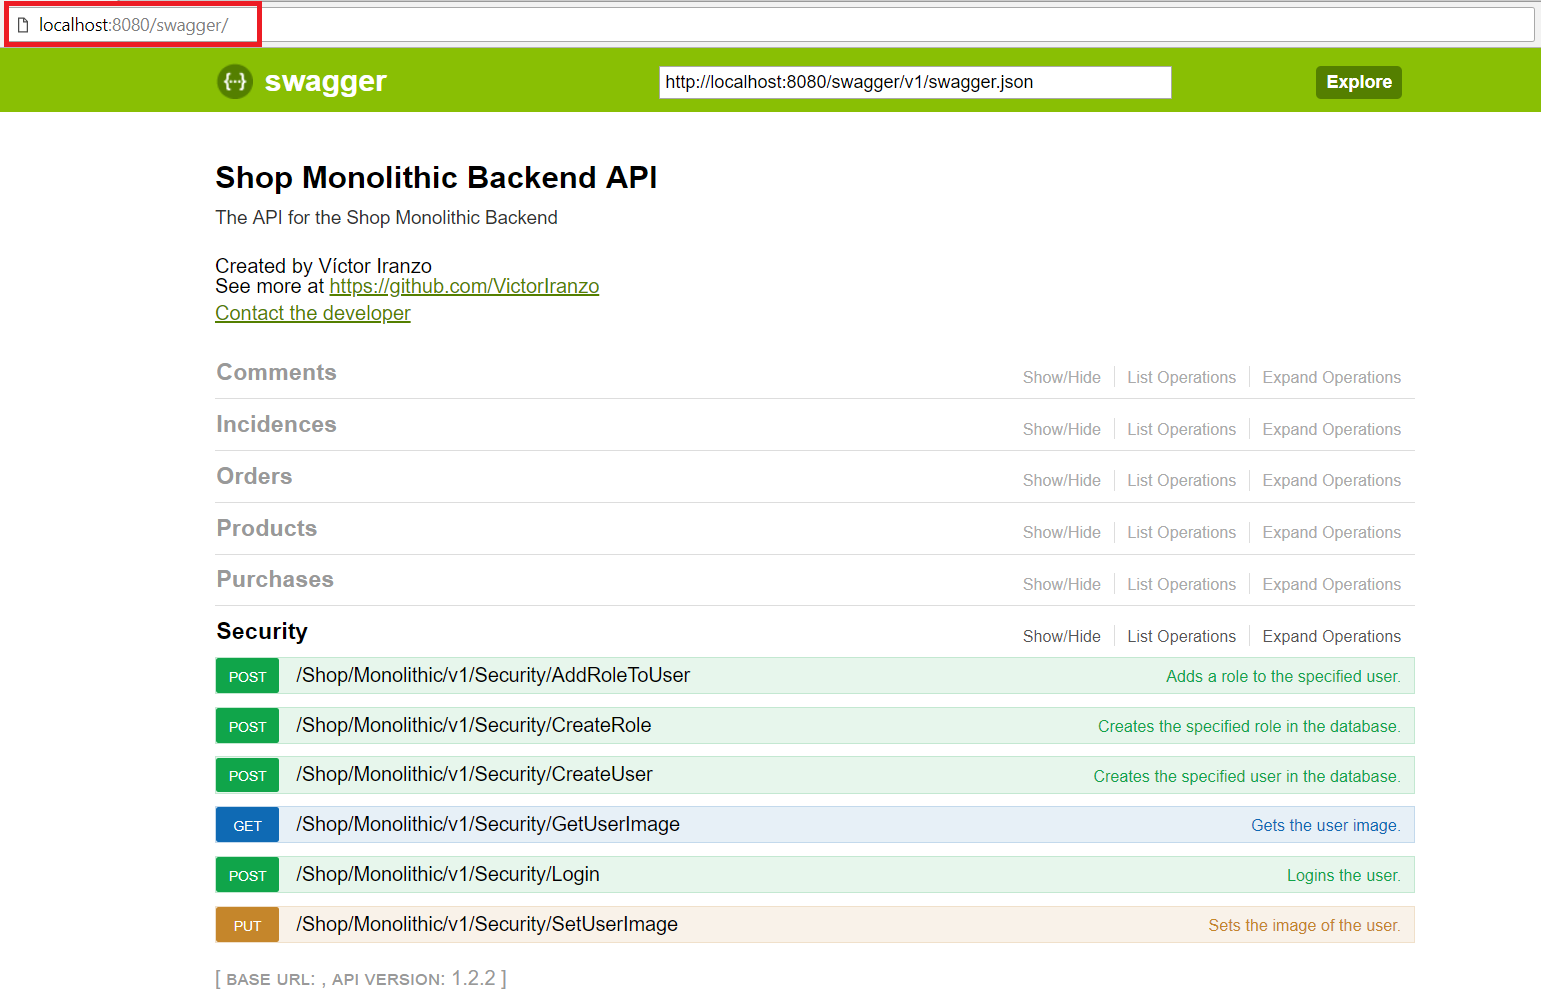 localhost:8080/swagger/
{···} swagger http://localhost:8080/swagger/v1/swagger.json Explore
Shop Monolithic Backend API
The API for the Shop Monolithic Backend
Created by Víctor Iranzo
See more at https://github.com/VictorIranzo
Contact the developer
Comments Show/Hide List Operations Expand Operations
Incidences Show/Hide List Operations Expand Operations
Orders Show/Hide List Operations Expand Operations
Products Show/Hide List Operations Expand Operations
Purchases Show/Hide List Operations Expand Operations
Security Show/Hide List Operations Expand Operations
POST /Shop/Monolithic/v1/Security/AddRoleToUser Adds a role to the specified user.
POST /Shop/Monolithic/v1/Security/CreateRole Creates the specified role in the database.
POST /Shop/Monolithic/v1/Security/CreateUser Creates the specified user in the database.
GET /Shop/Monolithic/v1/Security/GetUserImage Gets the user image.
POST /Shop/Monolithic/v1/Security/Login Logins the user.
PUT /Shop/Monolithic/v1/Security/SetUserImage Sets the image of the user.
[ BASE URL: , API VERSION: 1.2.2 ]